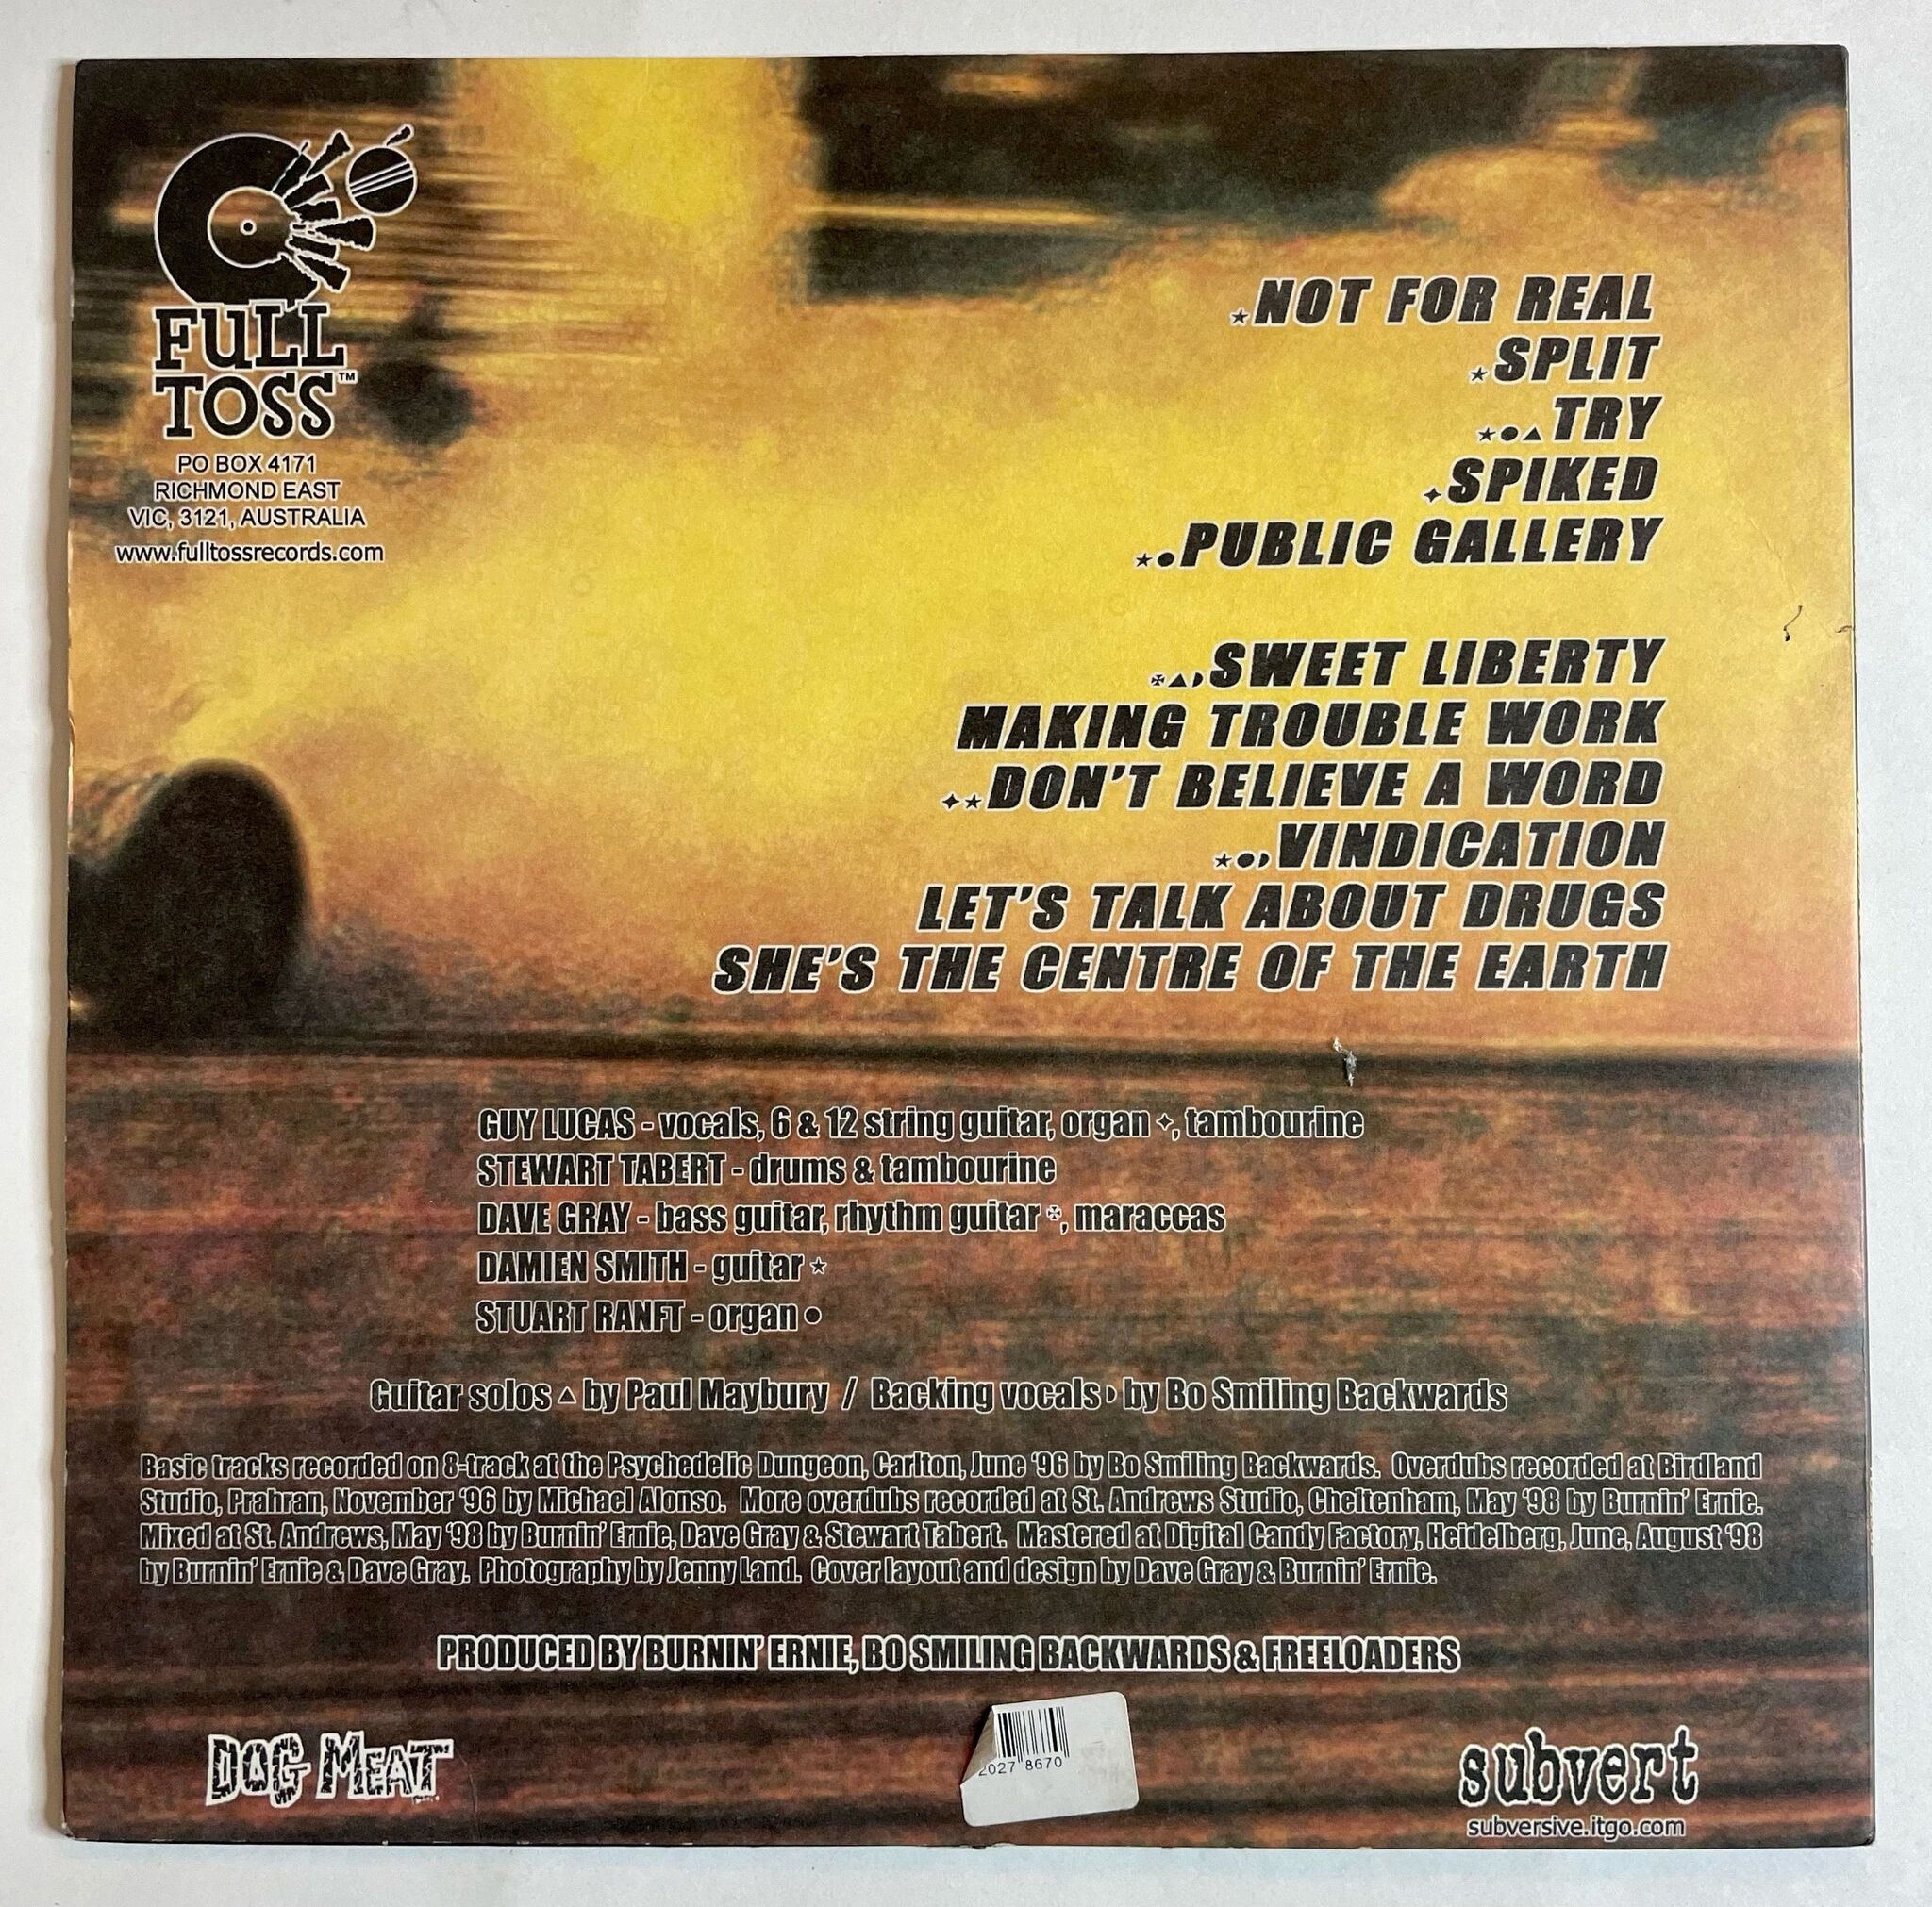 FULL
TOSS™
PO BOX 4171
RICHMOND EAST
VIC, 3121, AUSTRALIA
www.fulltossrecords.com
★NOT FOR REAL
★SPLIT
★●▲TRY
✦SPIKED
★●PUBLIC GALLERY
✠▲◗SWEET LIBERTY
MAKING TROUBLE WORK
✦★DON'T BELIEVE A WORD
★●◗VINDICATION
LET'S TALK ABOUT DRUGS
SHE'S THE CENTRE OF THE EARTH
GUY LUCAS - vocals, 6 & 12 string guitar, organ ✦, tambourine
STEWART TABERT - drums & tambourine
DAVE GRAY - bass guitar, rhythm guitar ✠, maraccas
DAMIEN SMITH - guitar ★
STUART RANFT - organ ●
Guitar solos ▲ by Paul Maybury / Backing vocals ◗ by Bo Smiling Backwards
Basic tracks recorded on 8-track at the Psychedelic Dungeon, Carlton, June '96 by Bo Smiling Backwards. Overdubs recorded at Birdland
Studio, Prahran, November '96 by Michael Alonso. More overdubs recorded at St. Andrews Studio, Cheltenham, May '98 by Burnin' Ernie.
Mixed at St. Andrews, May '98 by Burnin' Ernie, Dave Gray & Stewart Tabert. Mastered at Digital Candy Factory, Heidelberg, June, August '98
by Burnin' Ernie & Dave Gray. Photography by Jenny Land. Cover layout and design by Dave Gray & Burnin' Ernie.
PRODUCED BY BURNIN' ERNIE, BO SMILING BACKWARDS & FREELOADERS
DOG MEAT
2027 8670
subvert
subversive.itgo.com